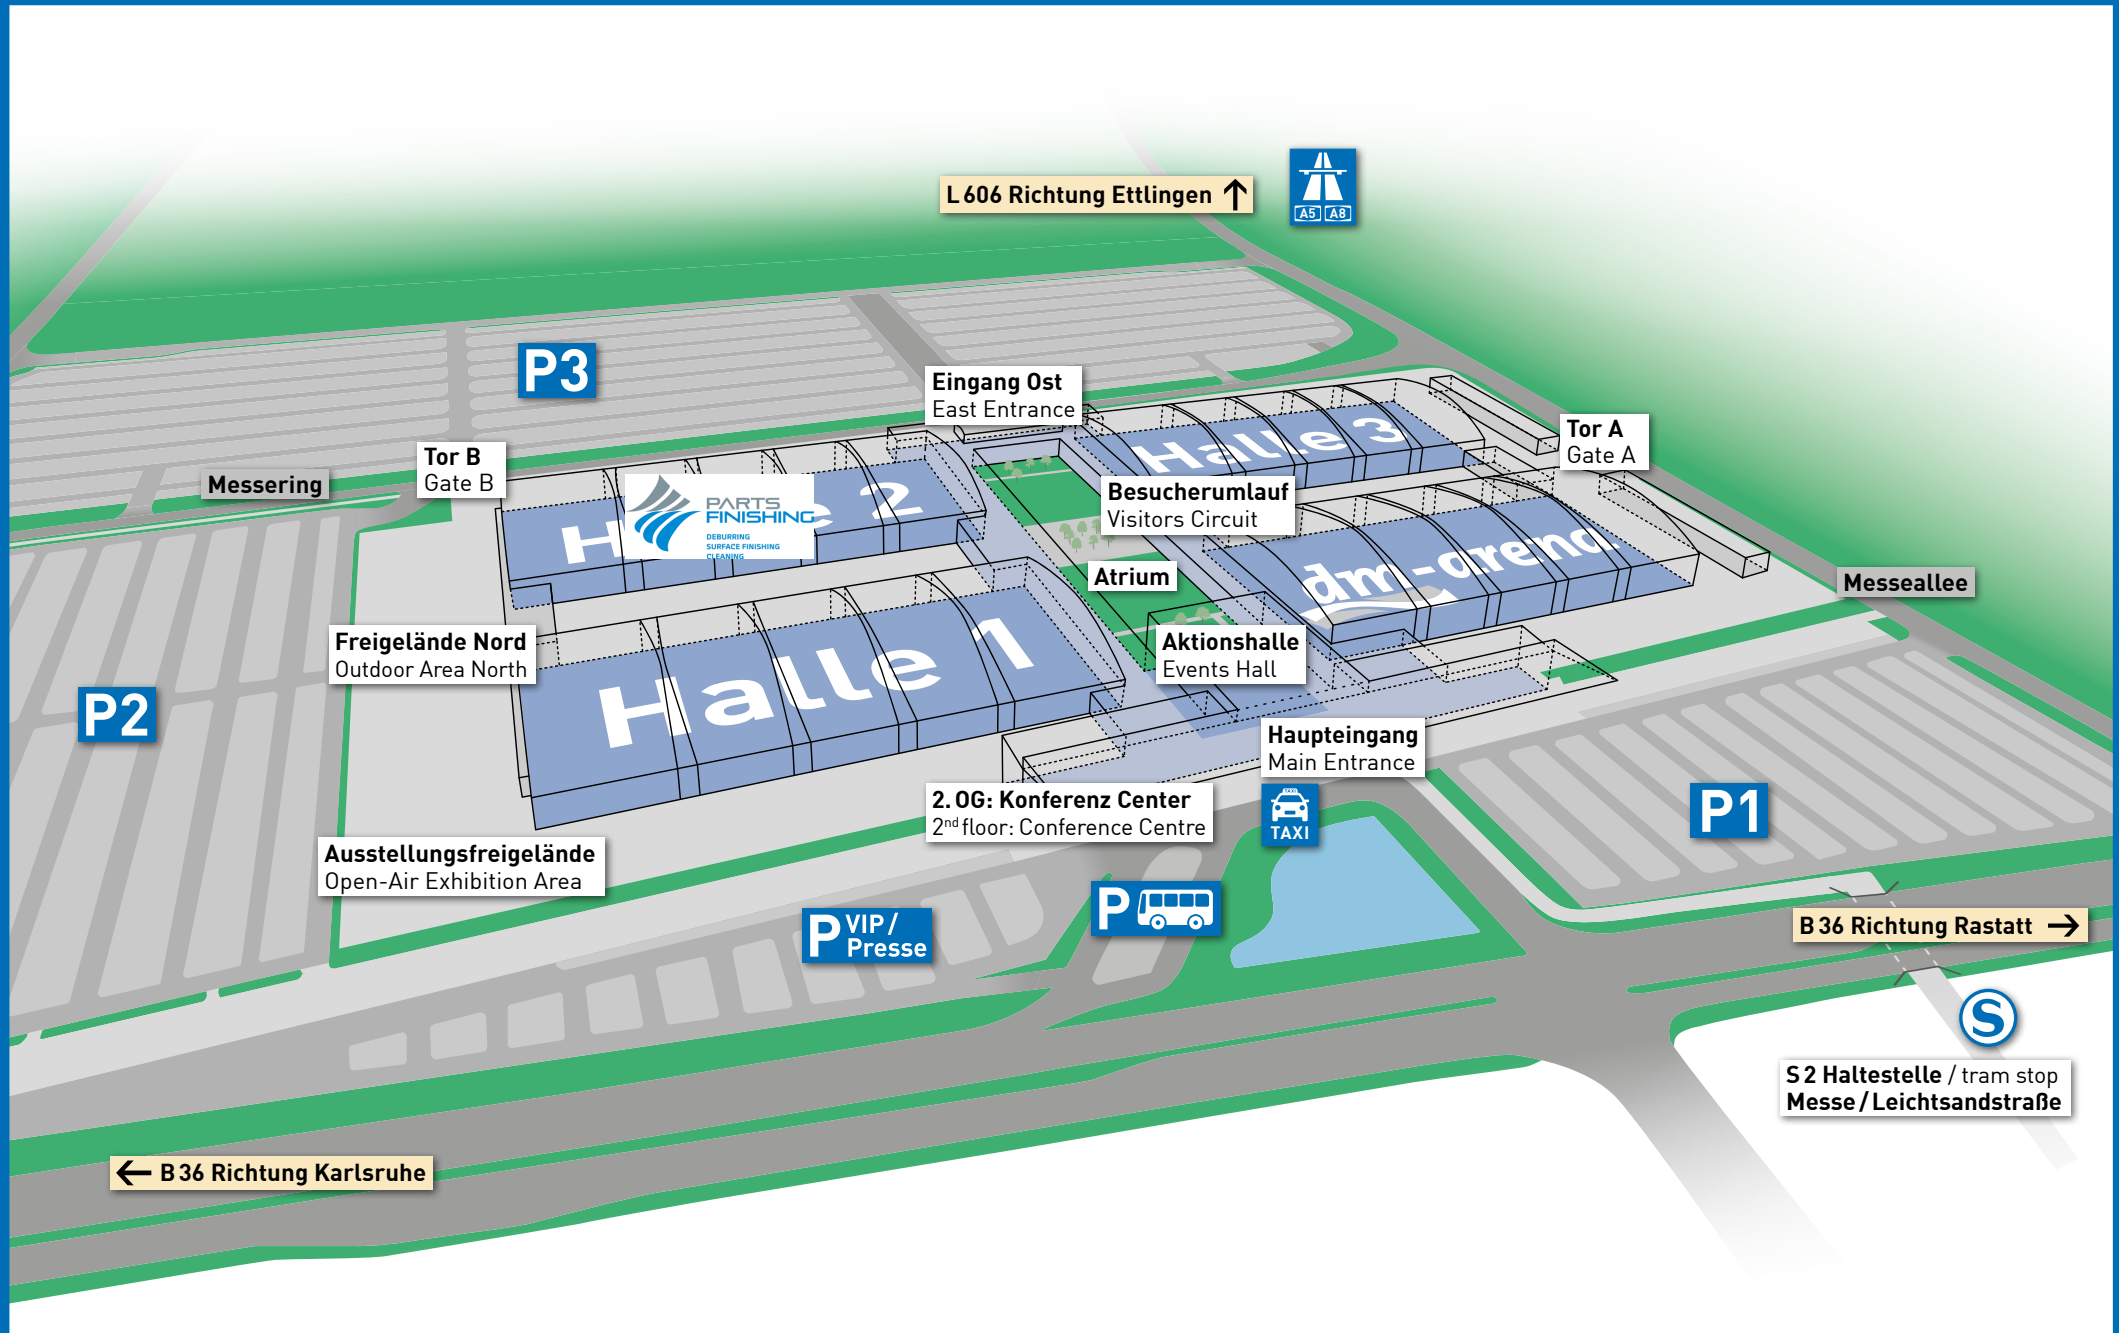 L 606 Richtung Ettlingen ↑
A5 A8
P3
Eingang Ost
East Entrance
Halle 3
Tor A
Gate A
Tor B
Gate B
Messering
PARTS
FINISHING
DEBURRING
SURFACE FINISHING
CLEANING
H e 2
Besucherumlauf
Visitors Circuit
dm-arena
Atrium
Messeallee
Freigelände Nord
Outdoor Area North
Halle 1
Aktionshalle
Events Hall
P2
Haupteingang
Main Entrance
2. OG: Konferenz Center
2nd floor: Conference Centre
TAXI
TAXI
P1
Ausstellungsfreigelände
Open-Air Exhibition Area
P VIP /
Presse
P
B 36 Richtung Rastatt →
S
S 2 Haltestelle / tram stop
Messe / Leichtsandstraße
← B 36 Richtung Karlsruhe